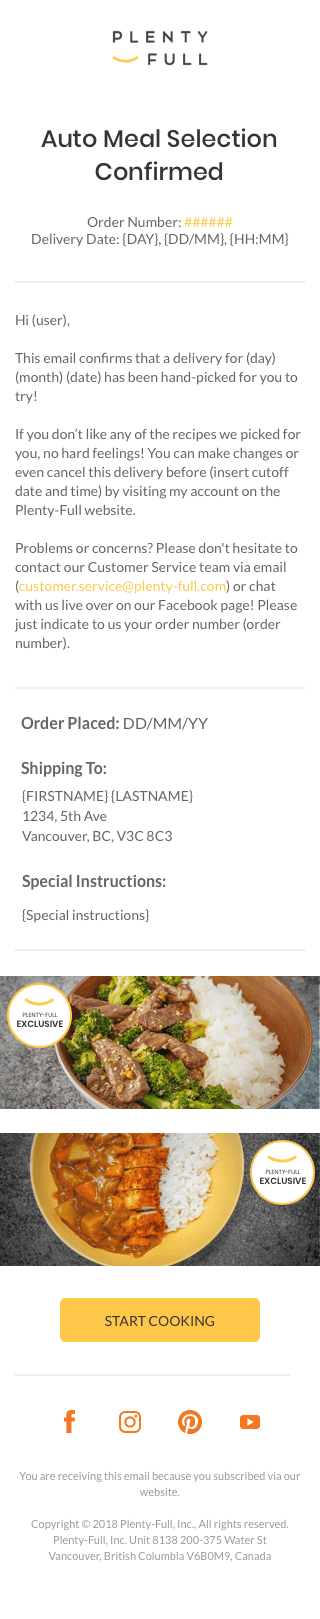 PLENTY
FULL
Auto Meal Selection
Confirmed
Order Number: ######
Delivery Date: {DAY}, {DD/MM}, {HH:MM}
Hi (user),
This email confirms that a delivery for (day)
(month) (date) has been hand-picked for you to
try!
If you don’t like any of the recipes we picked for
you, no hard feelings! You can make changes or
even cancel this delivery before (insert cutoff
date and time) by visiting my account on the
Plenty-Full website.
Problems or concerns? Please don’t hesitate to
contact our Customer Service team via email
(customer.service@plenty-full.com) or chat
with us live over on our Facebook page! Please
just indicate to us your order number (order
number).
Order Placed: DD/MM/YY
Shipping To:
{FIRSTNAME} {LASTNAME}
1234, 5th Ave
Vancouver, BC, V3C 8C3
Special Instructions:
{Special instructions}
PLENTY-FULL
EXCLUSIVE
PLENTY-FULL
EXCLUSIVE
START COOKING
You are receiving this email because you subscribed via our
website.
Copyright © 2018 Plenty-Full, Inc., All rights reserved.
Plenty-Full, Inc. Unit 8138 200-375 Water St
Vancouver, British Columbia V6B0M9, Canada